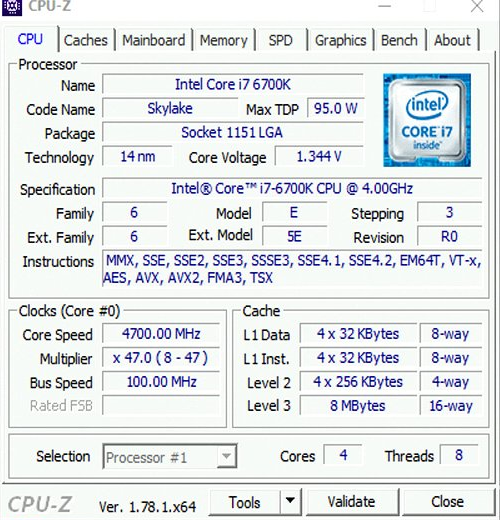 CPU-Z
CPU Caches Mainboard Memory SPD Graphics Bench About
Processor
Name Intel Core i7 6700K
Code Name Skylake Max TDP 95.0 W
Package Socket 1151 LGA
Technology 14 nm Core Voltage 1.344 V
intel
CORE i7
inside™
Specification Intel® Core™ i7-6700K CPU @ 4.00GHz
Family 6 Model E Stepping 3
Ext. Family 6 Ext. Model 5E Revision R0
Instructions MMX, SSE, SSE2, SSE3, SSSE3, SSE4.1, SSE4.2, EM64T, VT-x,
AES, AVX, AVX2, FMA3, TSX
Clocks (Core #0)
Core Speed 4700.00 MHz
Multiplier x 47.0 ( 8 - 47 )
Bus Speed 100.00 MHz
Rated FSB
Cache
L1 Data 4 x 32 KBytes 8-way
L1 Inst. 4 x 32 KBytes 8-way
Level 2 4 x 256 KBytes 4-way
Level 3 8 MBytes 16-way
Selection Processor #1 Cores 4 Threads 8
CPU-Z Ver. 1.78.1.x64 Tools Validate Close